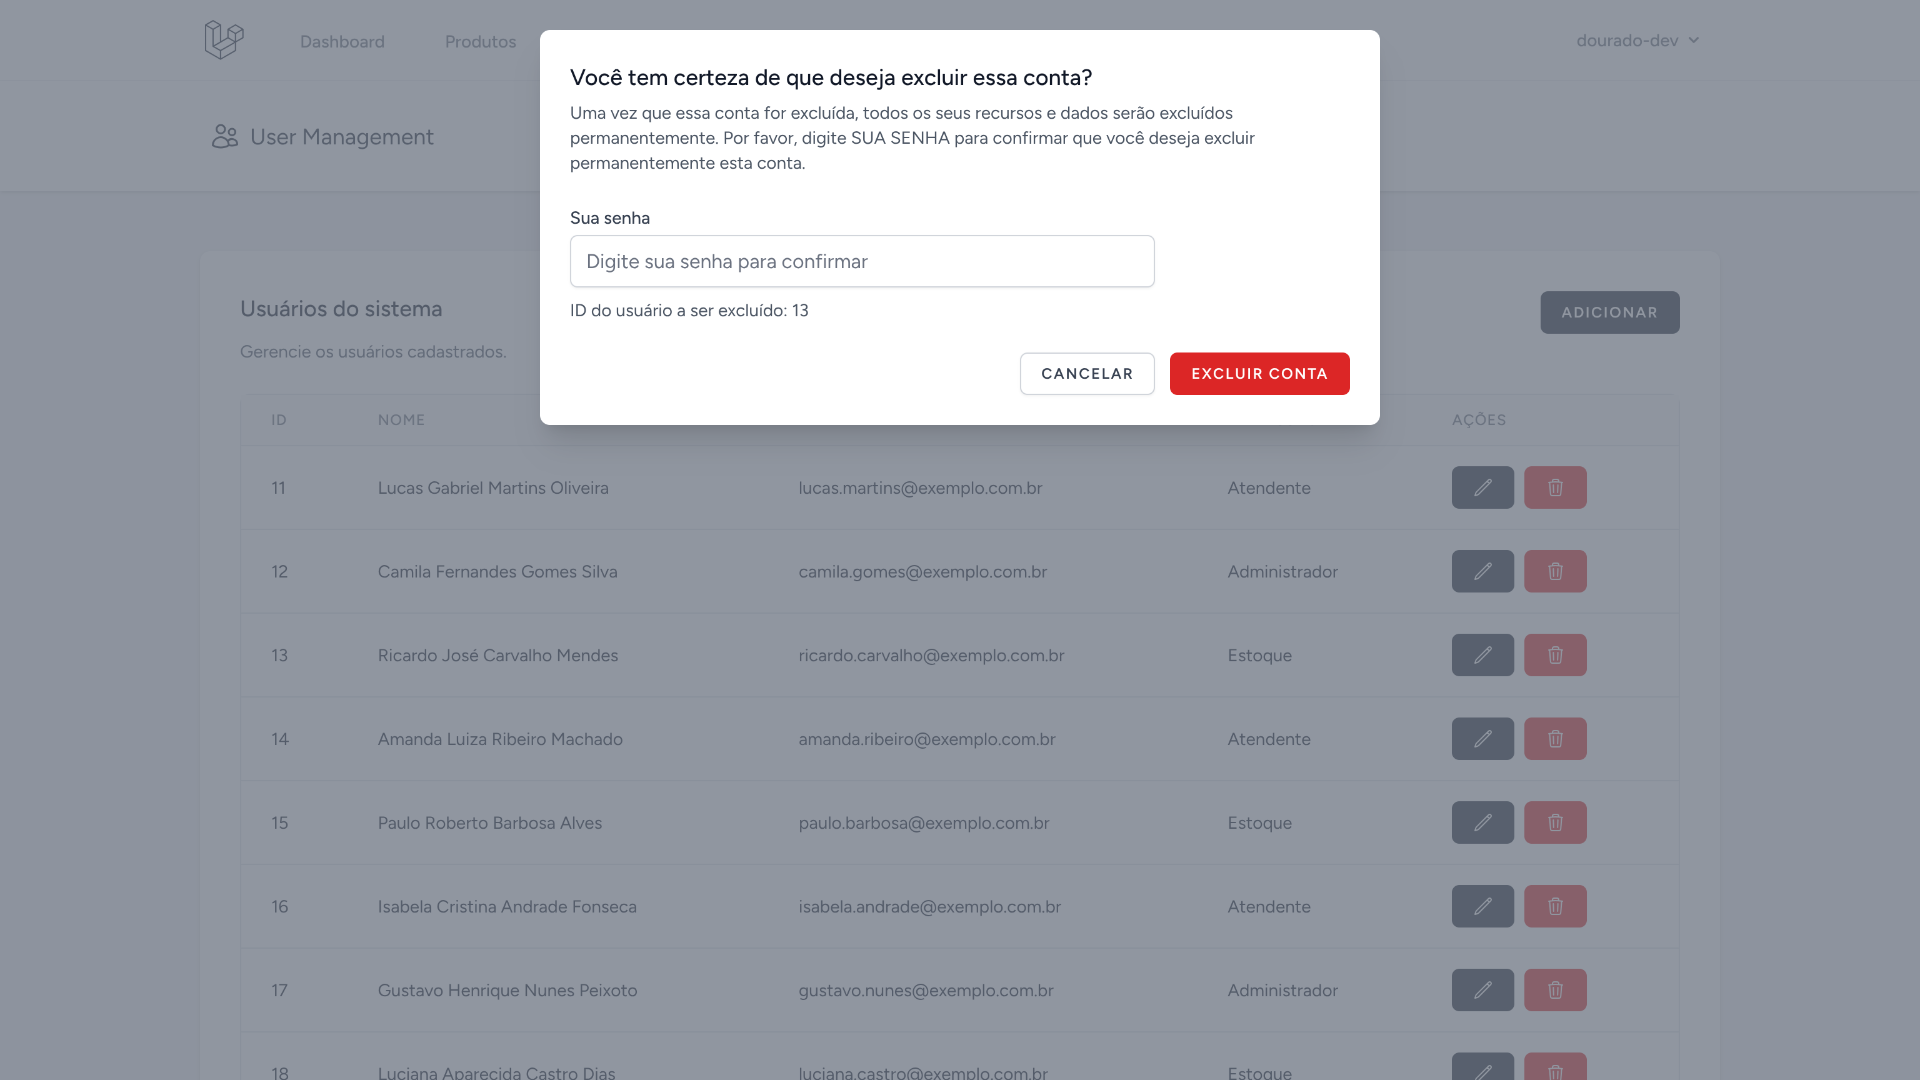 Dashboard
Produtos
dourado-dev
User Management
Você tem certeza de que deseja excluir essa conta?
Uma vez que essa conta for excluída, todos os seus recursos e dados serão excluídos
permanentemente. Por favor, digite SUA SENHA para confirmar que você deseja excluir
permanentemente esta conta.
Sua senha
Digite sua senha para confirmar
ID do usuário a ser excluído: 13
CANCELAR
EXCLUIR CONTA
Usuários do sistema
Gerencie os usuários cadastrados.
ADICIONAR
ID NOME AÇÕES
11 Lucas Gabriel Martins Oliveira lucas.martins@exemplo.com.br Atendente
12 Camila Fernandes Gomes Silva camila.gomes@exemplo.com.br Administrador
13 Ricardo José Carvalho Mendes ricardo.carvalho@exemplo.com.br Estoque
14 Amanda Luiza Ribeiro Machado amanda.ribeiro@exemplo.com.br Atendente
15 Paulo Roberto Barbosa Alves paulo.barbosa@exemplo.com.br Estoque
16 Isabela Cristina Andrade Fonseca isabela.andrade@exemplo.com.br Atendente
17 Gustavo Henrique Nunes Peixoto gustavo.nunes@exemplo.com.br Administrador
18 Luciana Aparecida Castro Dias luciana.castro@exemplo.com.br Estoque